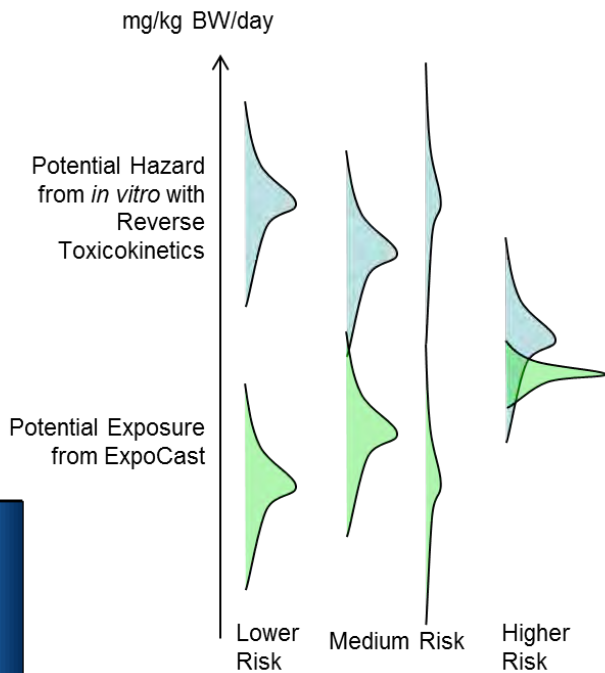 mg/kg BW/day
Potential Hazard
from in vitro with
Reverse
Toxicokinetics
Potential Exposure
from ExpoCast
Lower
Risk
Medium Risk
Higher
Risk